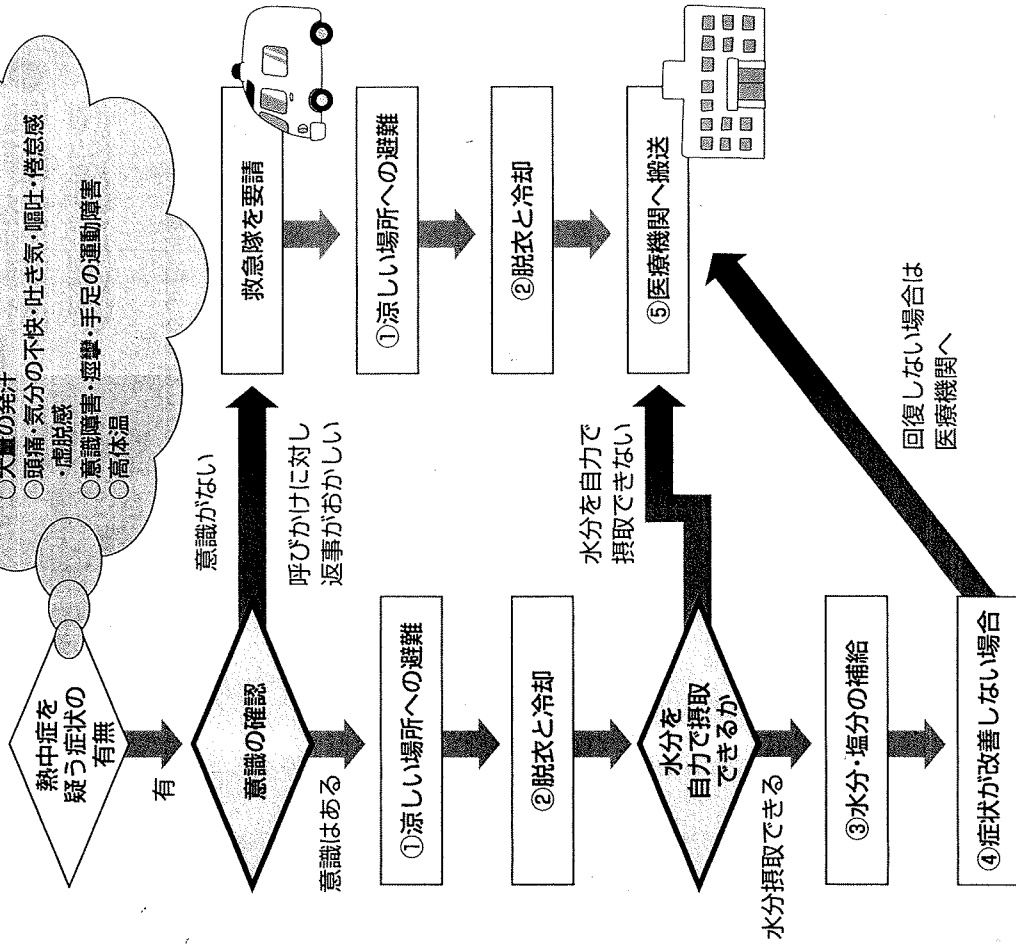 ○大量の発汗
○頭痛・気分の不快・吐き気・嘔吐・倦怠感
・虚脱感
○意識障害・痙攣・手足の運動障害
○高体温
熱中症を
疑う症状の
有無
有
意識の確認
意識がない
呼びかけに対し
返事がおかしい
救急隊を要請
①涼しい場所への避難
②脱衣と冷却
⑤医療機関へ搬送
意識はある
①涼しい場所への避難
②脱衣と冷却
水分を
自力で摂取
できるか
水分を自力で
摂取できない
水分摂取できる
③水分・塩分の補給
④症状が改善しない場合
回復しない場合は
医療機関へ